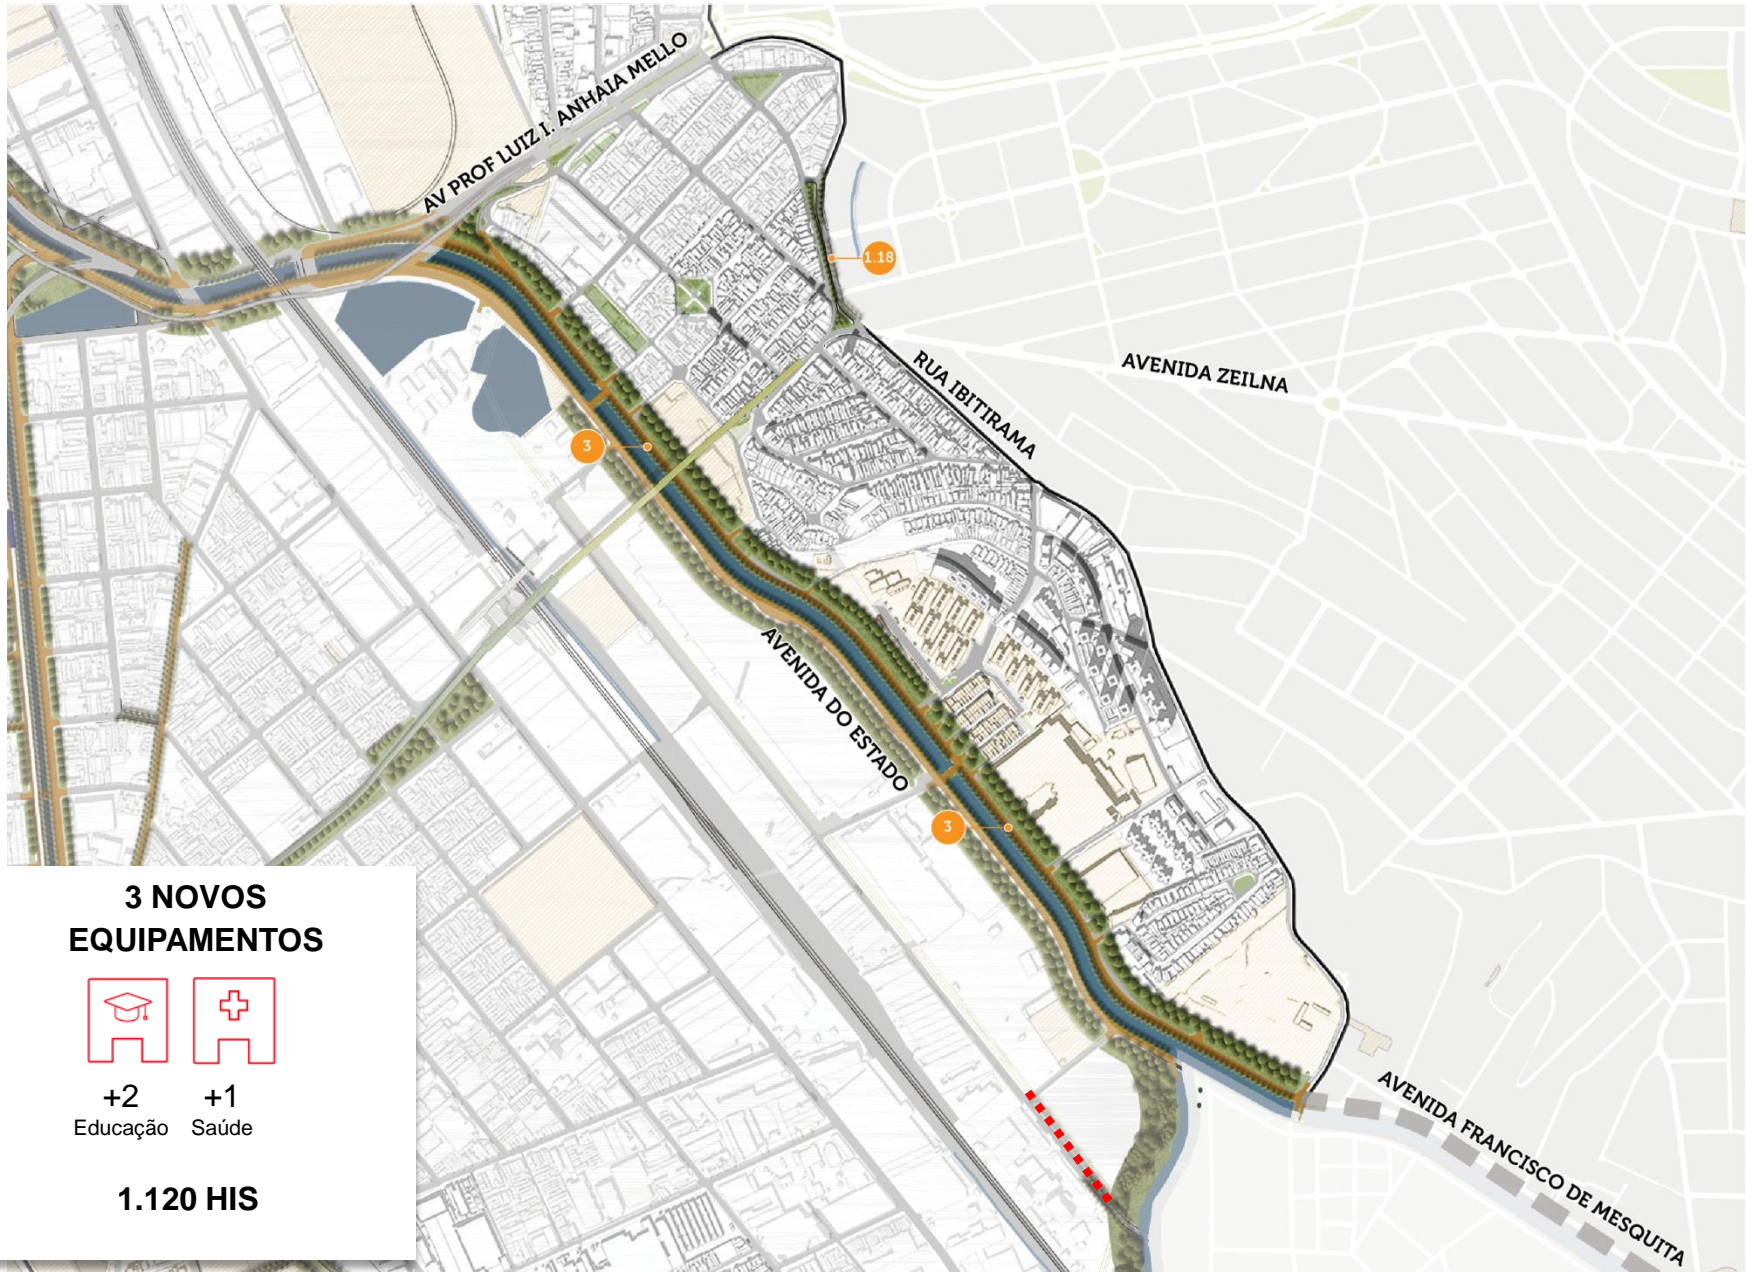 AV PROF LUIZ I. ANHAIA MELLO
1.18
RUA IBITIRAMA
AVENIDA ZEILNA
3
AVENIDA DO ESTADO
3
AVENIDA FRANCISCO DE MESQUITA
3 NOVOS
EQUIPAMENTOS
+2 +1
Educação Saúde
1.120 HIS